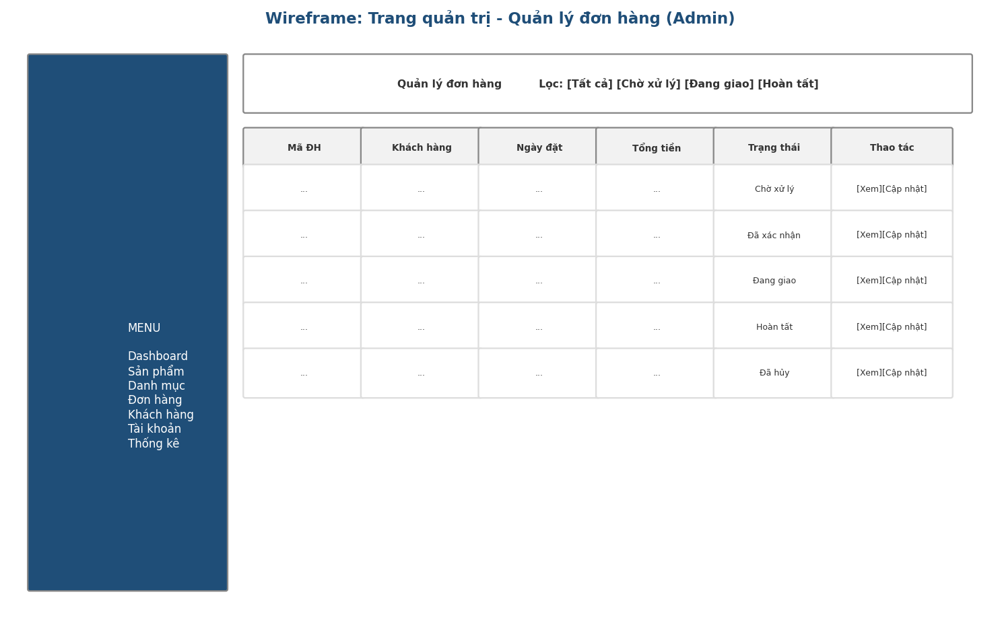 Wireframe: Trang quản trị - Quản lý đơn hàng (Admin)
MENU
Dashboard
Sản phẩm
Danh mục
Đơn hàng
Khách hàng
Tài khoản
Thống kê
Quản lý đơn hàng Lọc: [Tất cả] [Chờ xử lý] [Đang giao] [Hoàn tất]
Mã ĐH Khách hàng Ngày đặt Tổng tiền Trạng thái Thao tác
... ... ... ... Chờ xử lý [Xem][Cập nhật]
... ... ... ... Đã xác nhận [Xem][Cập nhật]
... ... ... ... Đang giao [Xem][Cập nhật]
... ... ... ... Hoàn tất [Xem][Cập nhật]
... ... ... ... Đã hủy [Xem][Cập nhật]